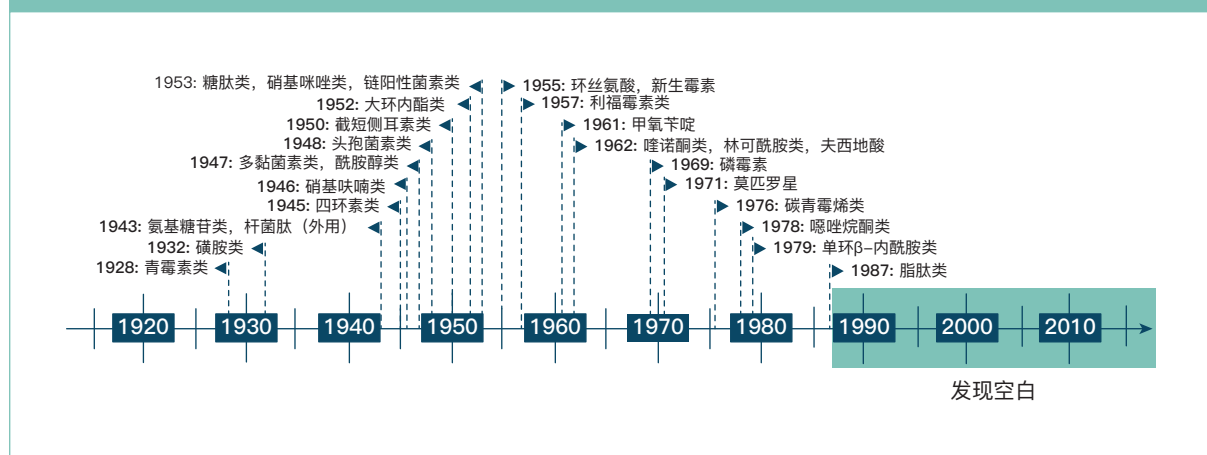 1953: 糖肽类，硝基咪唑类，链阳性菌素类
1955: 环丝氨酸，新生霉素
1952: 大环内酯类
1957: 利福霉素类
1950: 截短侧耳素类
1961: 甲氧苄啶
1948: 头孢菌素类
1962: 喹诺酮类，林可酰胺类，夫西地酸
1947: 多黏菌素类，酰胺醇类
1969: 磷霉素
1946: 硝基呋喃类
1971: 莫匹罗星
1945: 四环素类
1976: 碳青霉烯类
1943: 氨基糖苷类，杆菌肽（外用）
1978: 噁唑烷酮类
1932: 磺胺类
1979: 单环β–内酰胺类
1928: 青霉素类
1987: 脂肽类
1920 1930 1940 1950 1960 1970 1980 1990 2000 2010
发现空白